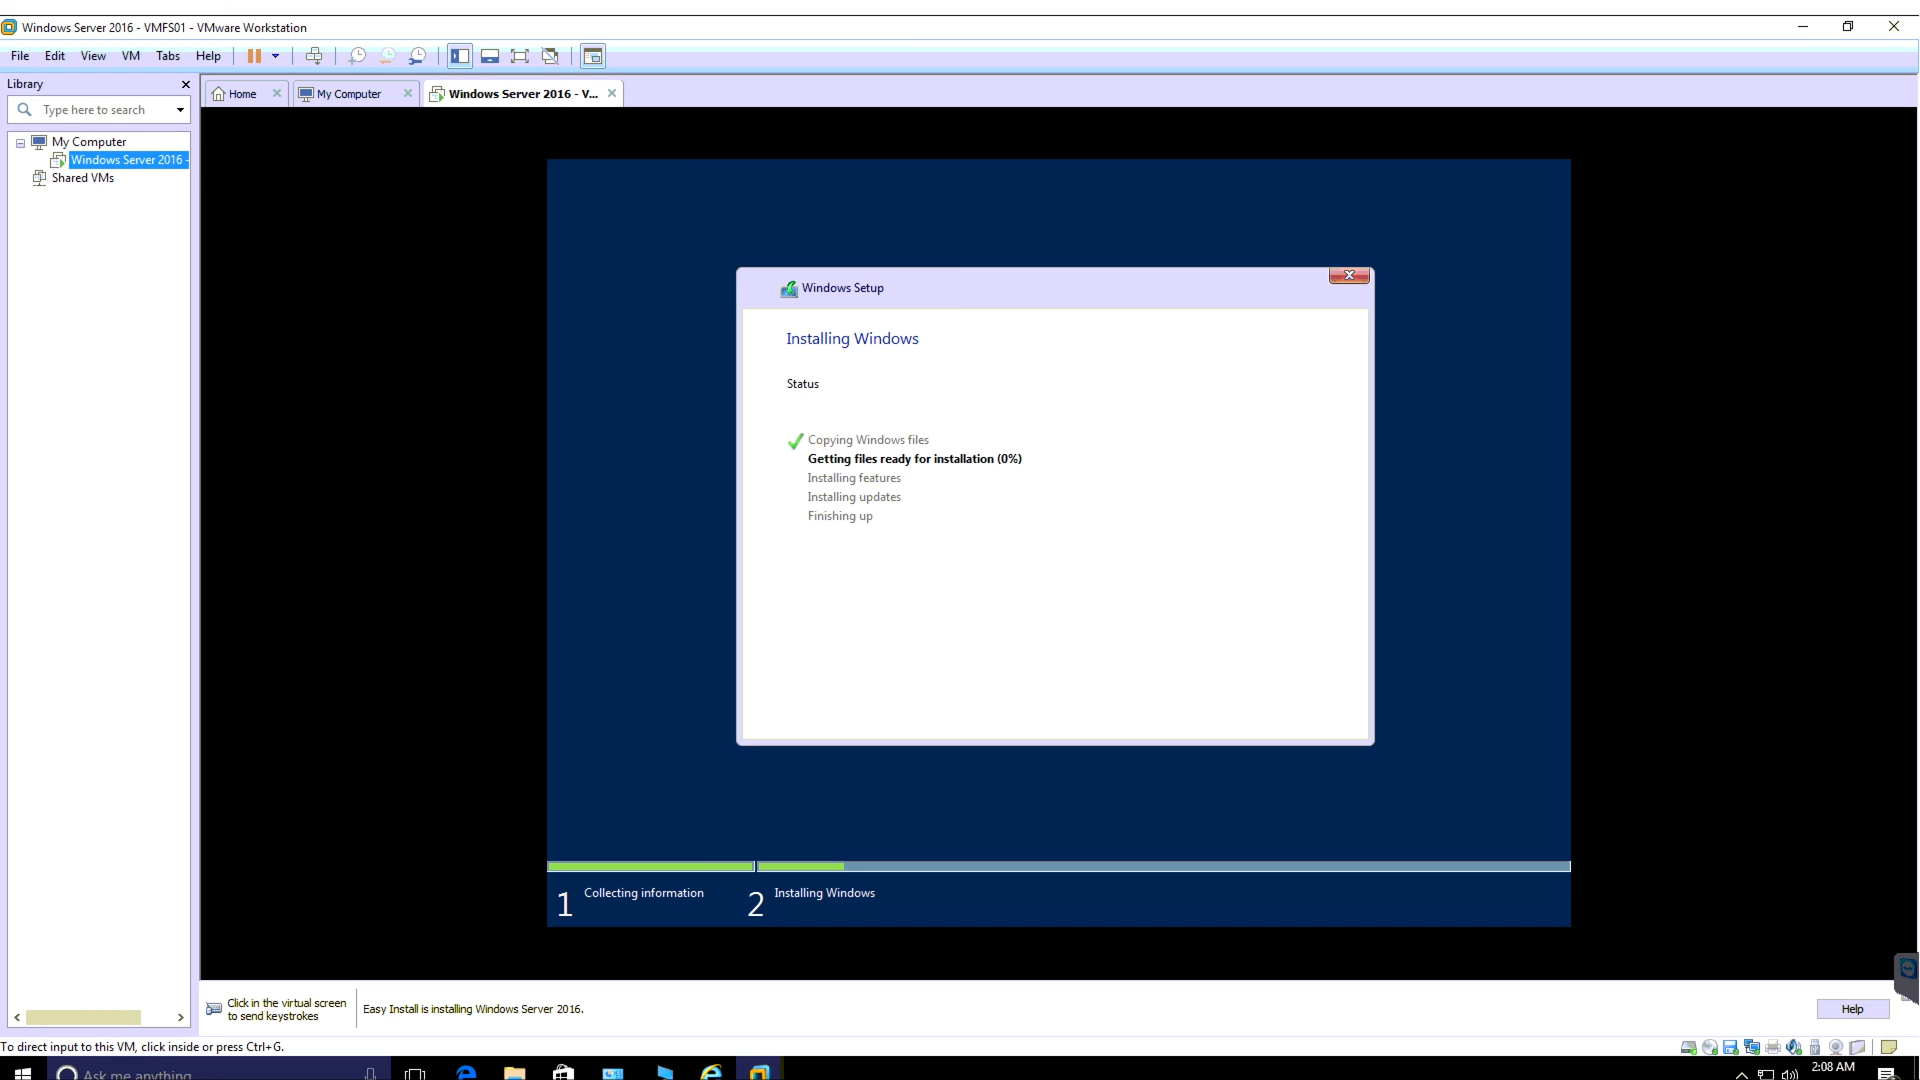 Windows Server 2016 - VMFS01 - VMware Workstation
File Edit View VM Tabs Help
Library
Type here to search
My Computer
Windows Server 2016 -
Shared VMs
Home
My Computer
Windows Server 2016 - V...
Windows Setup
Installing Windows
Status
Copying Windows files
Getting files ready for installation (0%)
Installing features
Installing updates
Finishing up
1 Collecting information
2 Installing Windows
Click in the virtual screen
to send keystrokes
Easy Install is installing Windows Server 2016.
Help
To direct input to this VM, click inside or press Ctrl+G.
Ask me anything
2:08 AM